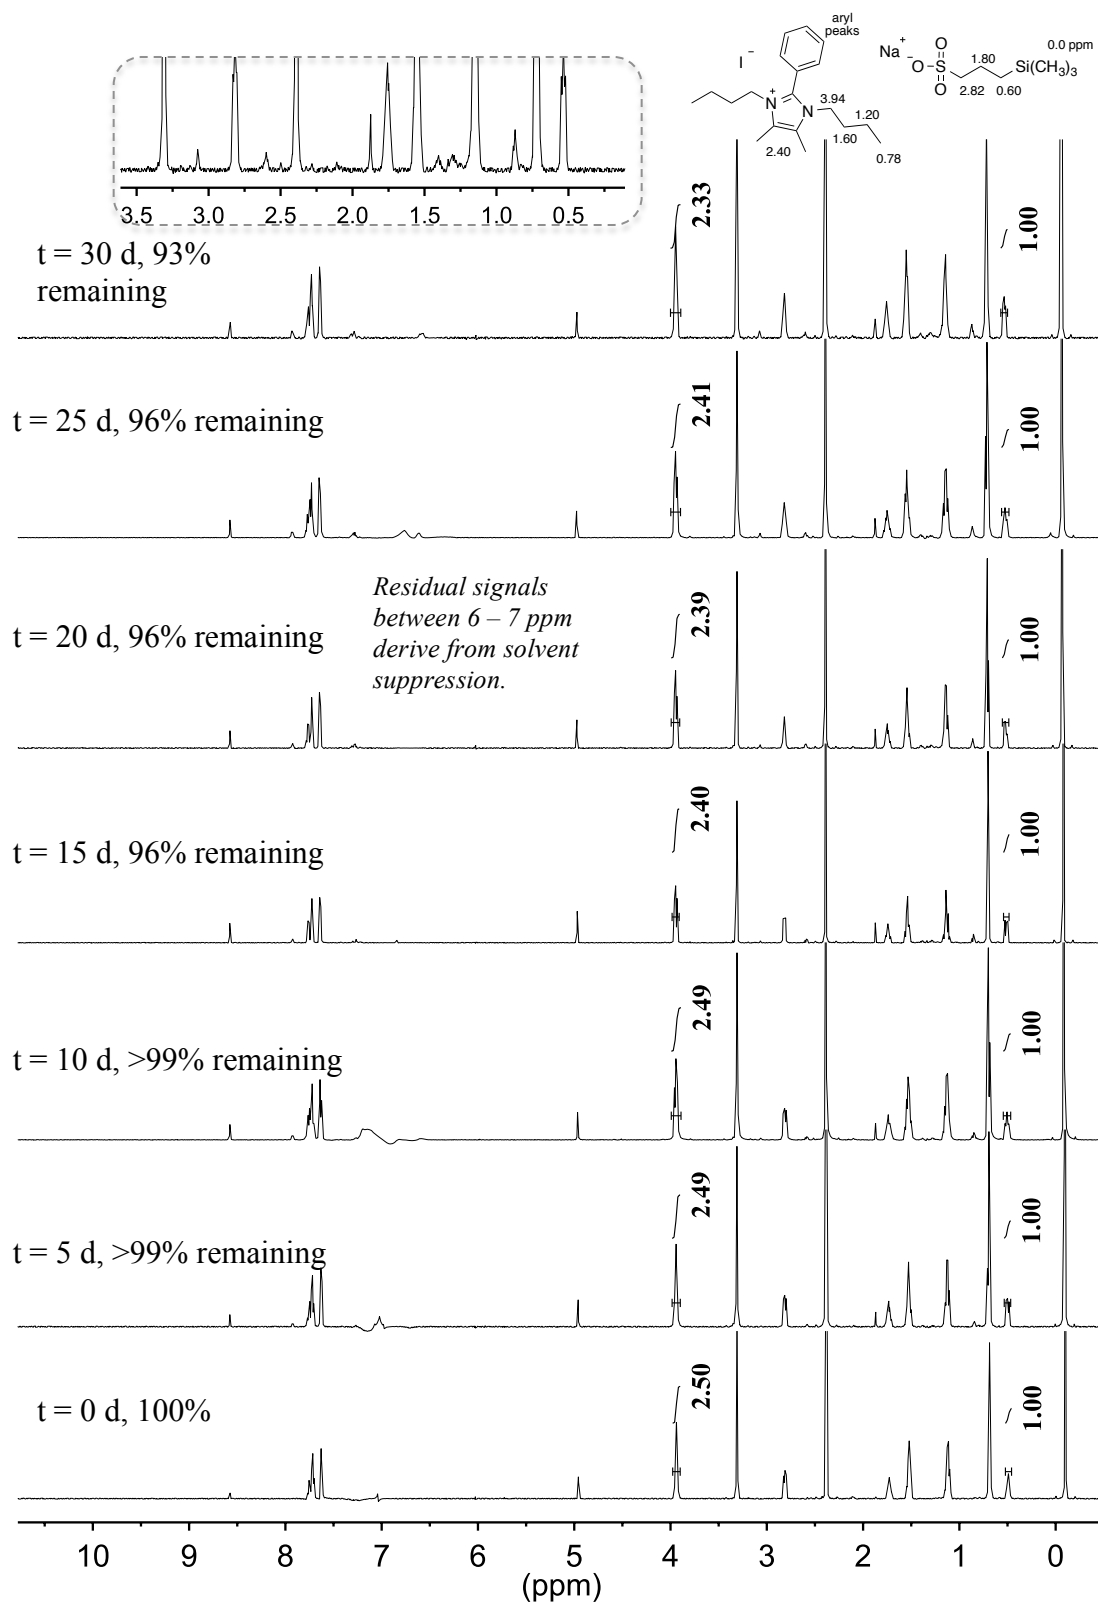 aryl
peaks
I⁻
N
+
N
3.94
1.20
1.60
0.78
2.40
Na⁺
⁻O
O
S
O
1.80
2.82
0.60
Si(CH₃)₃
0.0 ppm
3.5 3.0 2.5 2.0 1.5 1.0 0.5
t = 30 d, 93%
remaining
2.33
1.00
t = 25 d, 96% remaining
2.41
1.00
t = 20 d, 96% remaining
Residual signals
between 6 – 7 ppm
derive from solvent
suppression.
2.39
1.00
t = 15 d, 96% remaining
2.40
1.00
t = 10 d, >99% remaining
2.49
1.00
t = 5 d, >99% remaining
2.49
1.00
t = 0 d, 100%
2.50
1.00
10 9 8 7 6 5 4 3 2 1 0
(ppm)